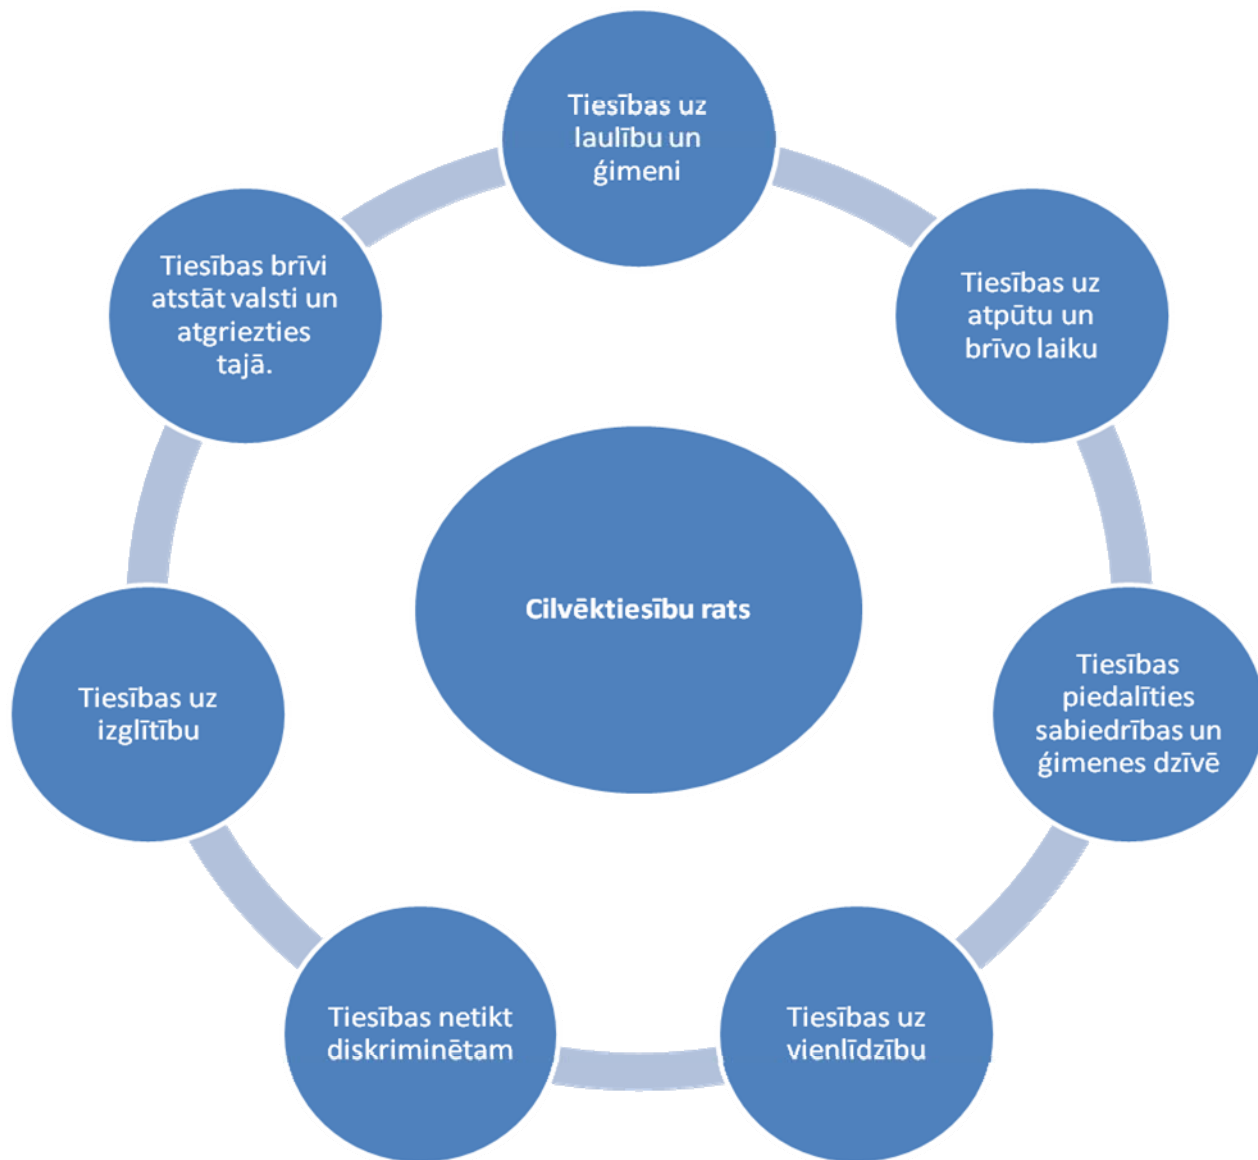 Tiesības uz
laulību un
ģimeni
Tiesības uz
atpūtu un
brīvo laiku
Tiesības
piedalīties
sabiedrības un
ģimenes dzīvē
Tiesības uz
vienlīdzību
Tiesības netikt
diskriminētam
Tiesības uz
izglītību
Tiesības brīvi
atstāt valsti un
atgriezties
tajā.
Cilvēktiesību rats